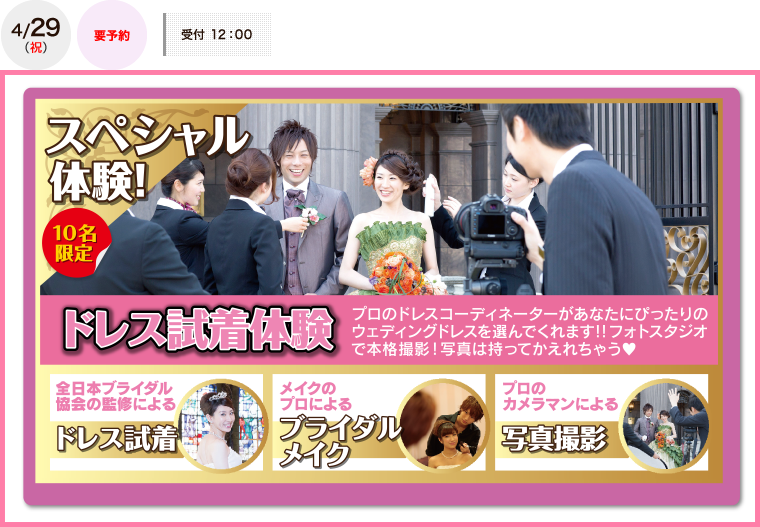 4/29
（祝）
要予約
受付 12：00
スペシャル
体験！
10名
限定
ドレス試着体験
プロのドレスコーディネーターがあなたにぴったりの
ウェディングドレスを選んでくれます!!フォトスタジオ
で本格撮影！写真は持ってかえれちゃう♥
全日本ブライダル
協会の監修による
ドレス試着
メイクの
プロによる
ブライダル
メイク
プロの
カメラマンによる
写真撮影